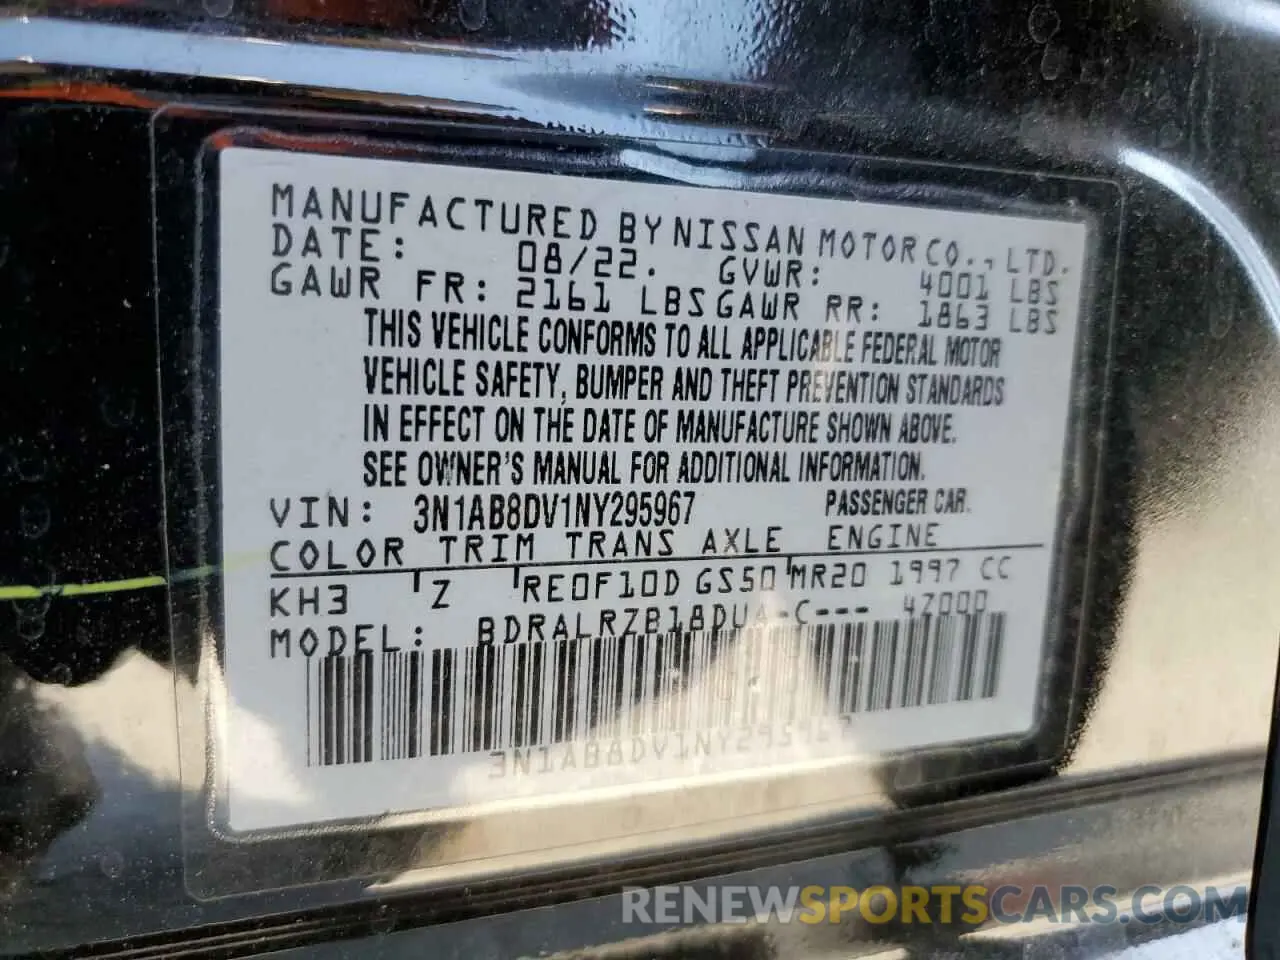 MANUFACTURED BY NISSAN MOTOR CO., LTD.
DATE: 08/22. GVWR: 4001 LBS
GAWR FR: 2161 LBS GAWR RR: 1863 LBS
THIS VEHICLE CONFORMS TO ALL APPLICABLE FEDERAL MOTOR
VEHICLE SAFETY, BUMPER AND THEFT PREVENTION STANDARDS
IN EFFECT ON THE DATE OF MANUFACTURE SHOWN ABOVE.
SEE OWNER'S MANUAL FOR ADDITIONAL INFORMATION.
VIN: 3N1AB8DV1NY295967 PASSENGER CAR.
COLOR TRIM TRANS AXLE ENGINE
KH3 Z RE0F10D GS50 MR20 1997 CC
MODEL: BDRALRZB18DUA-C--- 47000
3N1AB8DV1NY295967
RENEWSPORTSCARS.COM